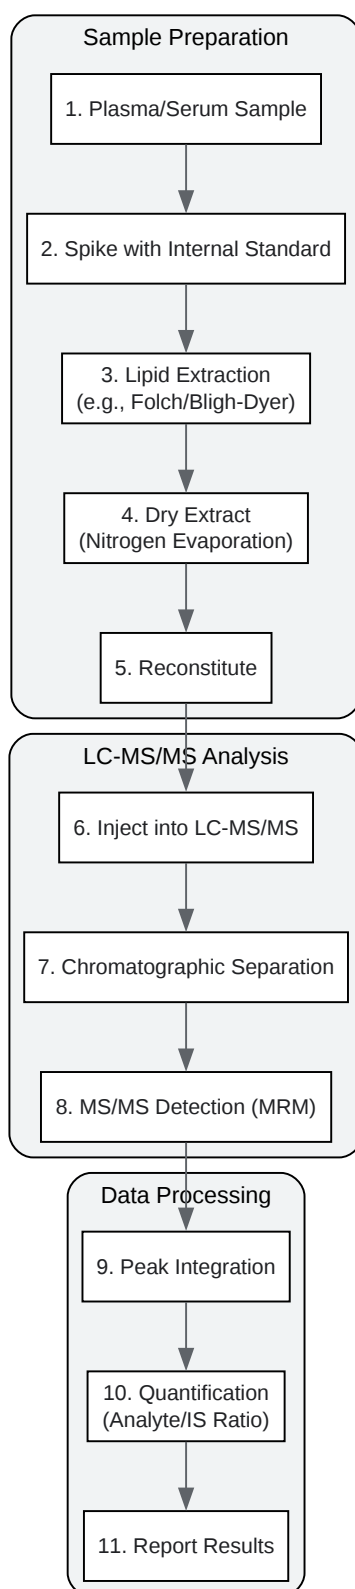 Sample Preparation
1. Plasma/Serum Sample
2. Spike with Internal Standard
3. Lipid Extraction
(e.g., Folch/Bligh-Dyer)
4. Dry Extract
(Nitrogen Evaporation)
5. Reconstitute
LC-MS/MS Analysis
6. Inject into LC-MS/MS
7. Chromatographic Separation
8. MS/MS Detection (MRM)
Data Processing
9. Peak Integration
10. Quantification
(Analyte/IS Ratio)
11. Report Results